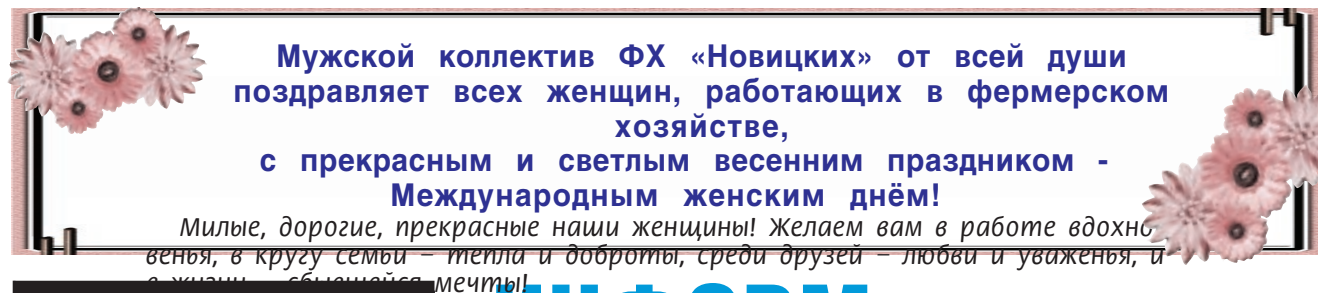 Мужской коллектив ФХ «Новицких» от всей души
поздравляет всех женщин, работающих в фермерском
хозяйстве,
с прекрасным и светлым весенним праздником -
Международным женским днём!
Милые, дорогие, прекрасные наши женщины! Желаем вам в работе вдохно
венья, в кругу семьи – тепла и доброты, среди друзей – любви и уваженья, и
мечты!